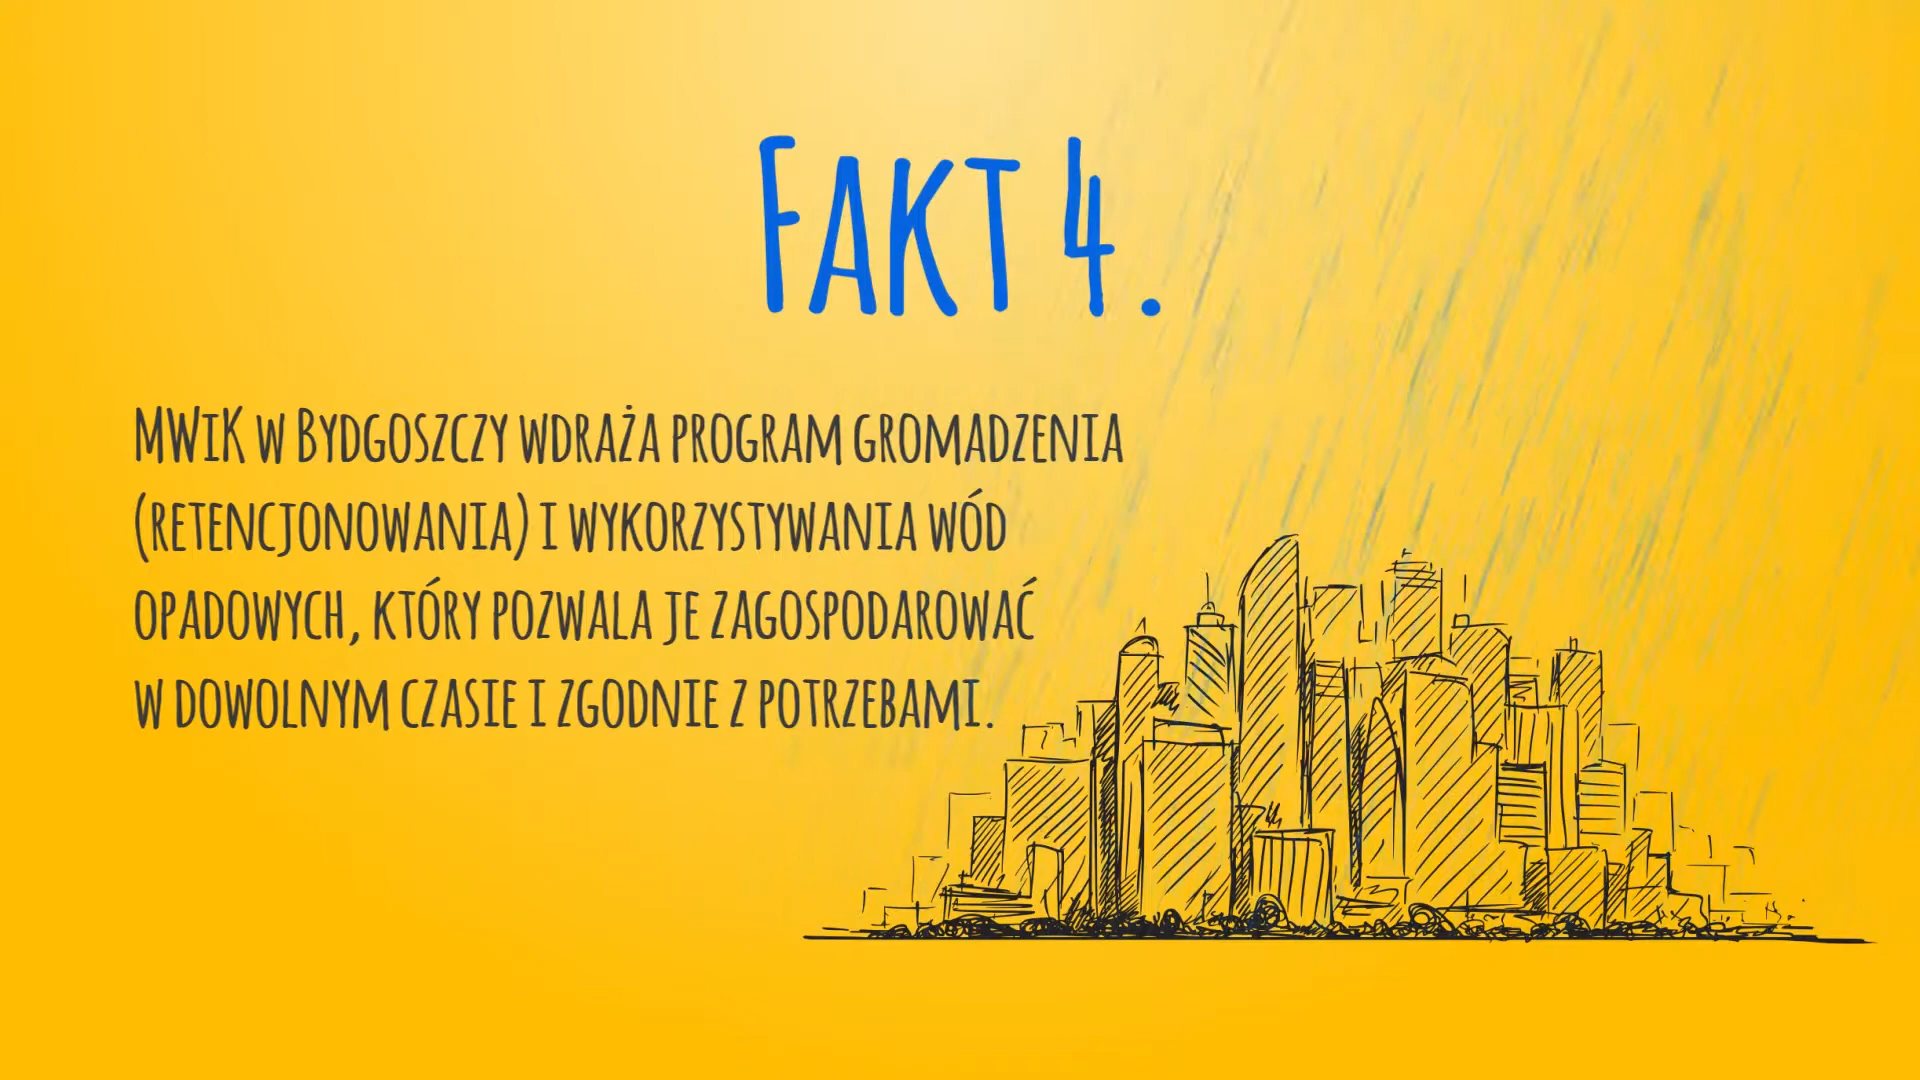 Fakt 4.
MWiK w Bydgoszczy wdraża program gromadzenia
(retencjonowania) i wykorzystywania wód
opadowych, który pozwala je zagospodarować
w dowolnym czasie i zgodnie z potrzebami.